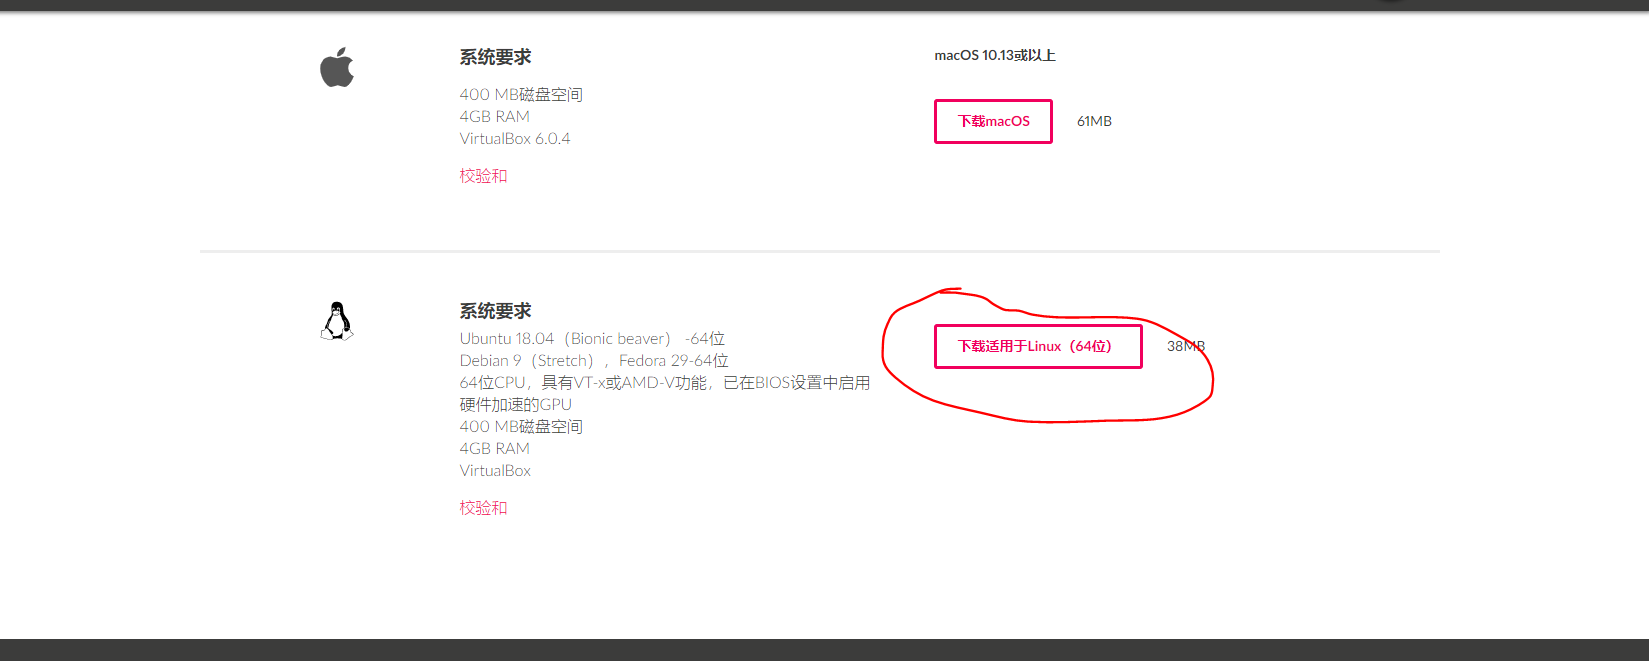 系统要求
400 MB磁盘空间
4GB RAM
VirtualBox 6.0.4
校验和
macOS 10.13或以上
下载macOS
61MB
系统要求
Ubuntu 18.04（Bionic beaver） -64位
Debian 9（Stretch），Fedora 29-64位
64位CPU，具有VT-x或AMD-V功能，已在BIOS设置中启用
硬件加速的GPU
400 MB磁盘空间
4GB RAM
VirtualBox
校验和
下载适用于Linux（64位）
38MB